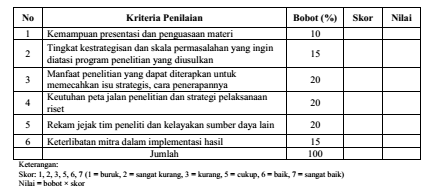 No Kriteria Penilaian Bobot (%) Skor Nilai
1 Kemampuan presentasi dan penguasaan materi 10
2 Tingkat kestrategisan dan skala permasalahan yang ingin
diatasi program penelitian yang diusulkan 15
3 Manfaat penelitian yang dapat diterapkan untuk
memecahkan isu strategis, cara penerapannya 20
4 Keutuhan peta jalan penelitian dan strategi pelaksanaan
riset 20
5 Rekam jejak tim peneliti dan kelayakan sumber daya lain 20
6 Keterlibatan mitra dalam implementasi hasil 15
Jumlah 100
Keterangan:
Skor: 1, 2, 3, 5, 6, 7 (1 = buruk, 2 = sangat kurang, 3 = kurang, 5 = cukup, 6 = baik, 7 = sangat baik)
Nilai = bobot × skor